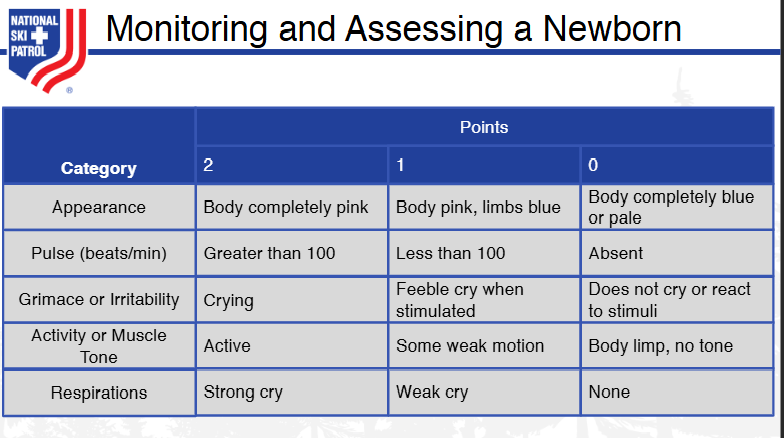 NATIONAL
SKI
PATROL
®
Monitoring and Assessing a Newborn
Points
Category
2
1
0
Appearance
Body completely pink
Body pink, limbs blue
Body completely blue
or pale
Pulse (beats/min)
Greater than 100
Less than 100
Absent
Grimace or Irritability
Crying
Feeble cry when
stimulated
Does not cry or react
to stimuli
Activity or Muscle
Tone
Active
Some weak motion
Body limp, no tone
Respirations
Strong cry
Weak cry
None